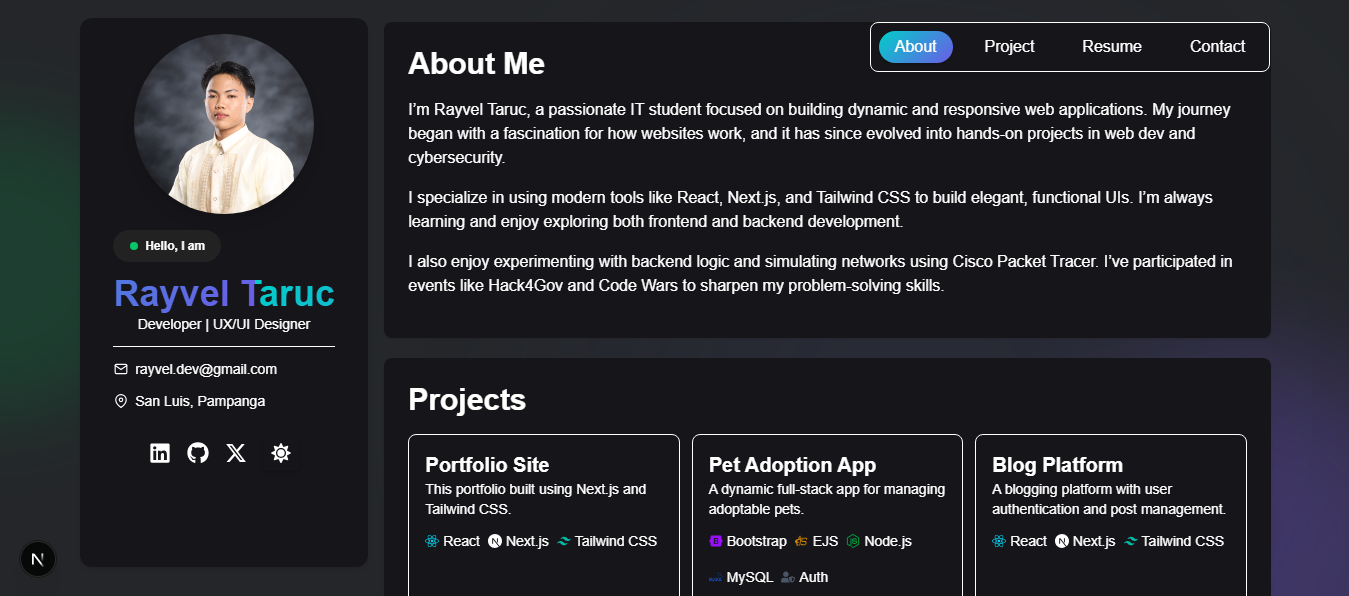 Hello, I am
Rayvel Taruc
Developer | UX/UI Designer
rayvel.dev@gmail.com
San Luis, Pampanga
N
About
Project
Resume
Contact
About Me
I’m Rayvel Taruc, a passionate IT student focused on building dynamic and responsive web applications. My journey
began with a fascination for how websites work, and it has since evolved into hands-on projects in web dev and
cybersecurity.
I specialize in using modern tools like React, Next.js, and Tailwind CSS to build elegant, functional UIs. I’m always
learning and enjoy exploring both frontend and backend development.
I also enjoy experimenting with backend logic and simulating networks using Cisco Packet Tracer. I’ve participated in
events like Hack4Gov and Code Wars to sharpen my problem-solving skills.
Projects
Portfolio Site
This portfolio built using Next.js and
Tailwind CSS.
React Next.js Tailwind CSS
Pet Adoption App
A dynamic full-stack app for managing
adoptable pets.
Bootstrap EJS Node.js
MySQL Auth
Blog Platform
A blogging platform with user
authentication and post management.
React Next.js Tailwind CSS